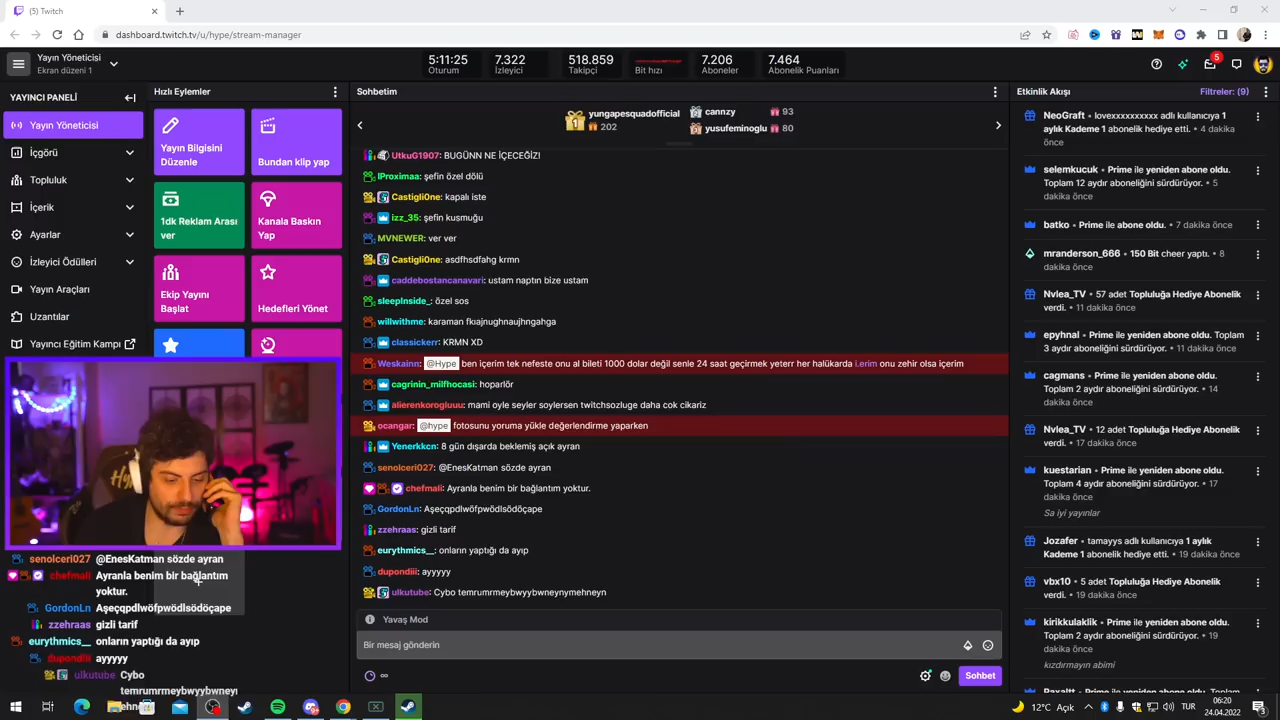 (5) Twitch
dashboard.twitch.tv/u/hype/stream-manager
Yayın Yöneticisi
Ekran düzeni 1
5:11:25
Oturum
7.322
İzleyici
518.859
Takipçi
Bit hızı
7.206
Aboneler
7.464
Abonelik Puanları
5
YAYINCI PANELİ
Yayın Yöneticisi
İçgörü
Topluluk
İçerik
Ayarlar
İzleyici Ödülleri
Yayın Araçları
Uzantılar
Yayıncı Eğitim Kampı
Hızlı Eylemler
Yayın Bilgisini
Düzenle
Bundan klip yap
1dk Reklam Arası
ver
Kanala Baskın
Yap
Ekip Yayını
Başlat
Hedefleri Yönet
Sohbetim
yungapesquadofficial
202
cannzy 93
yusufeminoglu 80
UtkuG1907: BUGÜNN NE İÇECEĞİZ!
IProximaa: şefin özel dölü
Castigli0ne: kapalı iste
izz_35: şefin kusmuğu
MVNEWER: ver ver
Castigli0ne: asdfhsdfahg krmn
caddebostancanavari: ustam naptın bize ustam
sleepInside_: özel sos
willwithme: karaman fkıajnughnaujhngahga
classickerr: KRMN XD
Weskainn: @Hype ben içerim tek nefeste onu al bileti 1000 dolar değil senle 24 saat geçirmek yeterr her halükarda Lerim onu zehir olsa içerim
cagrinin_milfhocasi: hoparlör
alierenkorogluuu: mami oyle seyler soylersen twitchsozluge daha cok cikariz
ocangar: @hype fotosunu yoruma yükle değerlendirme yaparken
Yenerkkcn: 8 gün dışarda beklemiş açık ayran
senolceri027: @EnesKatman sözde ayran
chefmali: Ayranla benim bir bağlantım yoktur.
GordonLn: Aşeçqpdlwöfpwödlsödöçape
zzehraas: gizli tarif
eurythmics__: onların yaptığı da ayıp
dupondiii: ayyyyy
ulkutube: Cybo temrumrmeybwyybwneynymehneyn
Yavaş Mod
Bir mesaj gönderin
Sohbet
Etkinlik Akışı
Filtreler: (9)
NeoGraft • lovexxxxxxxxxx adlı kullanıcıya 1
aylık Kademe 1 abonelik hediye etti. • 4 dakika
önce
selemkucuk • Prime ile yeniden abone oldu.
Toplam 12 aydır aboneliğini sürdürüyor. • 5
dakika önce
batko • Prime ile abone oldu. • 7 dakika önce
mranderson_666 • 150 Bit cheer yaptı. • 8
dakika önce
Nvlea_TV • 57 adet Topluluğa Hediye Abonelik
verdi. • 11 dakika önce
epyhnal • Prime ile yeniden abone oldu. Toplam
3 aydır aboneliğini sürdürüyor. • 11 dakika önce
cagmans • Prime ile yeniden abone oldu.
Toplam 2 aydır aboneliğini sürdürüyor. • 14
dakika önce
Nvlea_TV • 12 adet Topluluğa Hediye Abonelik
verdi. • 17 dakika önce
kuestarian • Prime ile yeniden abone oldu.
Toplam 4 aydır aboneliğini sürdürüyor. • 17
dakika önce
Sa iyi yayınlar
Jozafer • tamayys adlı kullanıcıya 1 aylık
Kademe 1 abonelik hediye etti. • 19 dakika önce
vbx10 • 5 adet Topluluğa Hediye Abonelik
verdi. • 19 dakika önce
kirikkulaklik • Prime ile yeniden abone oldu.
Toplam 2 aydır aboneliğini sürdürüyor. • 19
dakika önce
kızdırmayın abimi
senolceri027 @EnesKatman sözde ayran
chefmali Ayranla benim bir bağlantım
yoktur.
GordonLn Aşeçqpdlwöfpwödlsödöçape
zzehraas gizli tarif
eurythmics__ onların yaptığı da ayıp
dupondiii ayyyyy
ulkutube Cybo
temrumrmeybwyybwneyn
12°C Açık
TUR
06:20
24.04.2022